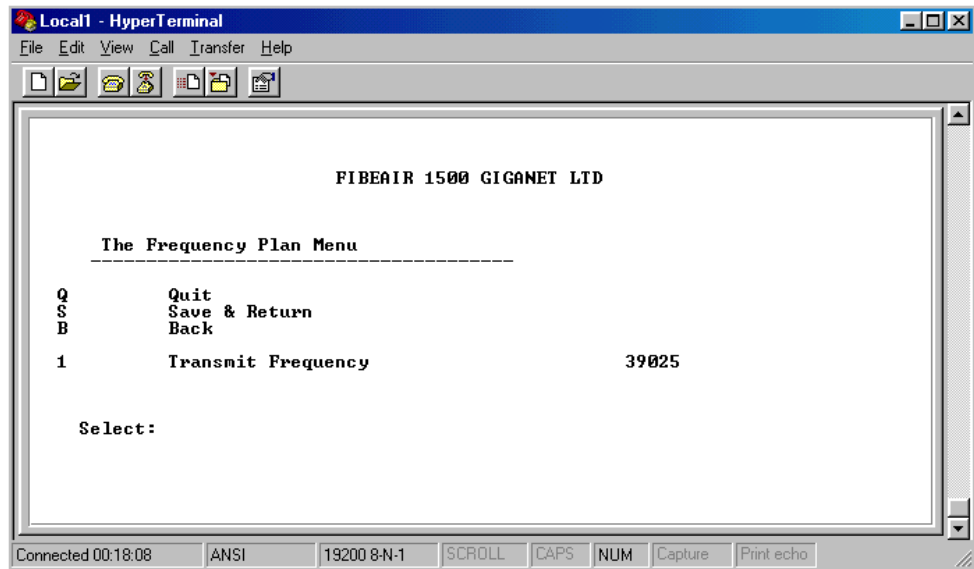 Local1 - HyperTerminal
File Edit View Call Transfer Help
FIBEAIR 1500 GIGANET LTD
The Frequency Plan Menu
--------------------------------------
Q Quit
S Save & Return
B Back
1 Transmit Frequency 39025
Select:
Connected 00:18:08 ANSI 19200 8-N-1 SCROLL CAPS NUM Capture Print echo